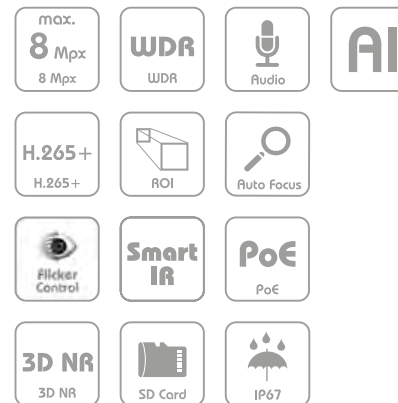 max.
8 Mpx
8 Mpx
WDR
WDR
Audio
AI
H.265+
H.265+
ROI
Auto Focus
Flicker
Control
Smart
IR
PoE
PoE
3D NR
3D NR
SD Card
IP67